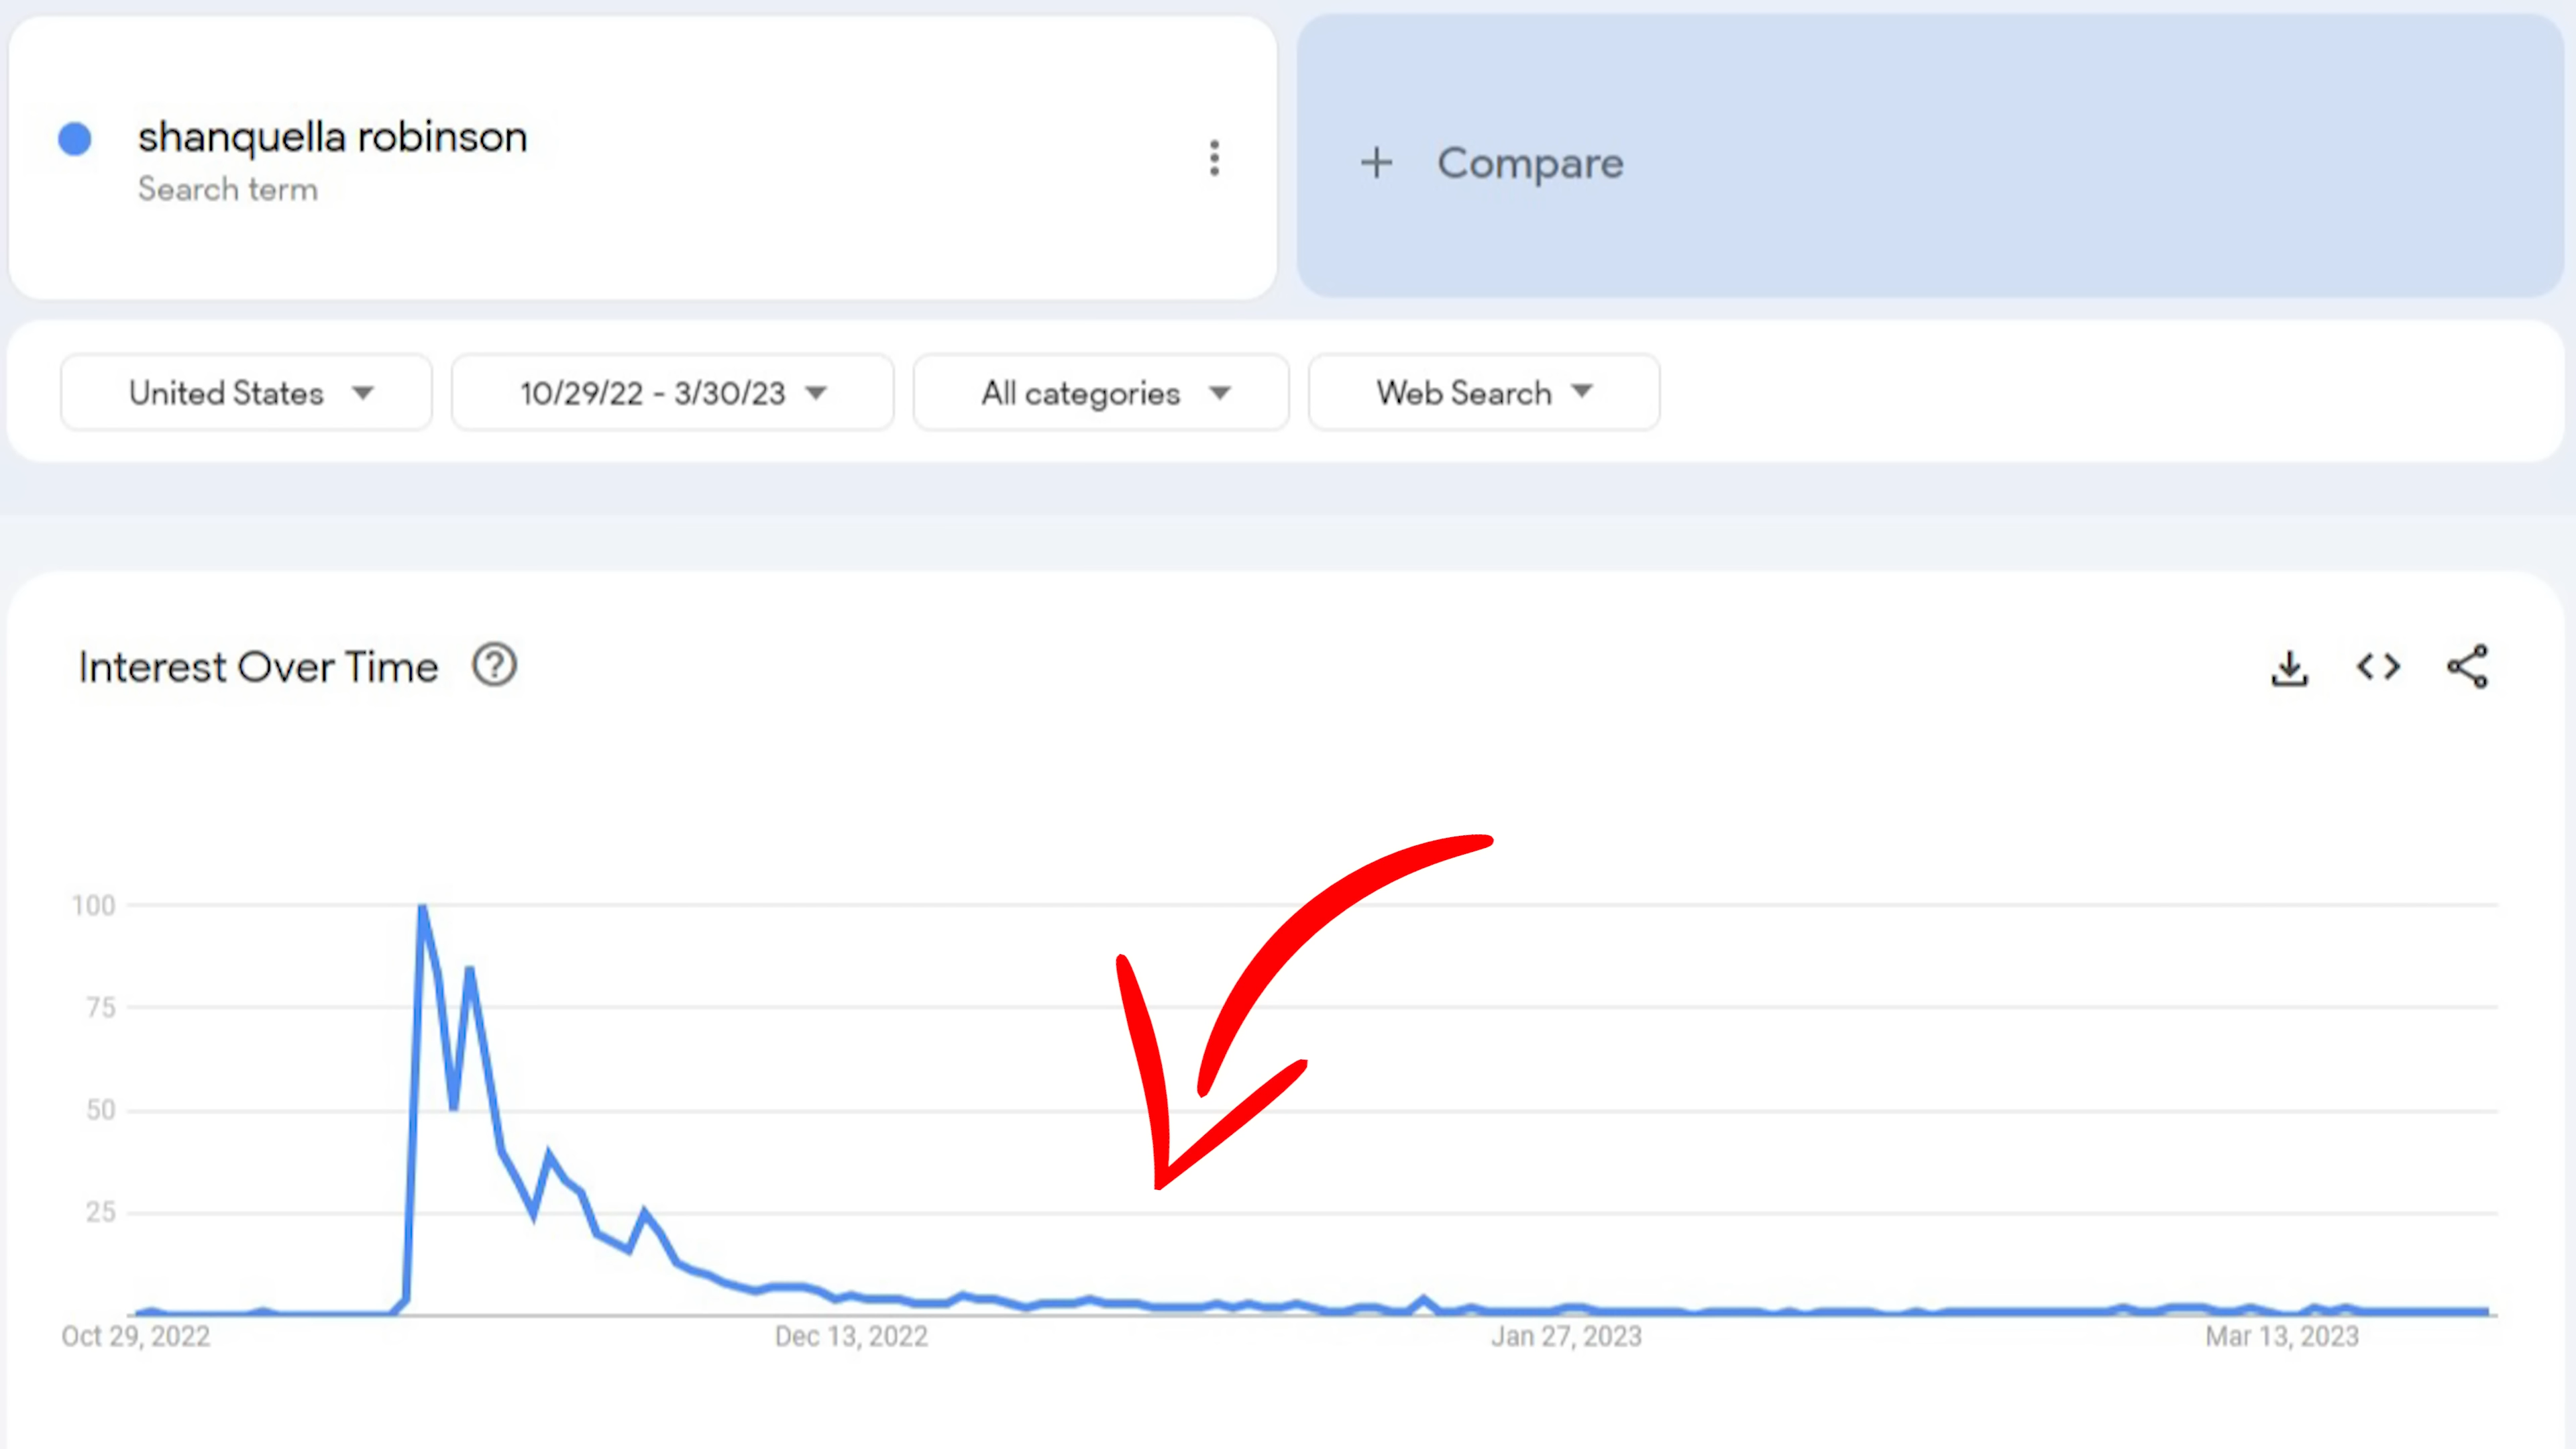 shanquella robinson
Search term
+ Compare
United States
10/29/22 - 3/30/23
All categories
Web Search
Interest Over Time
100
75
50
25
Oct 29, 2022
Dec 13, 2022
Jan 27, 2023
Mar 13, 2023